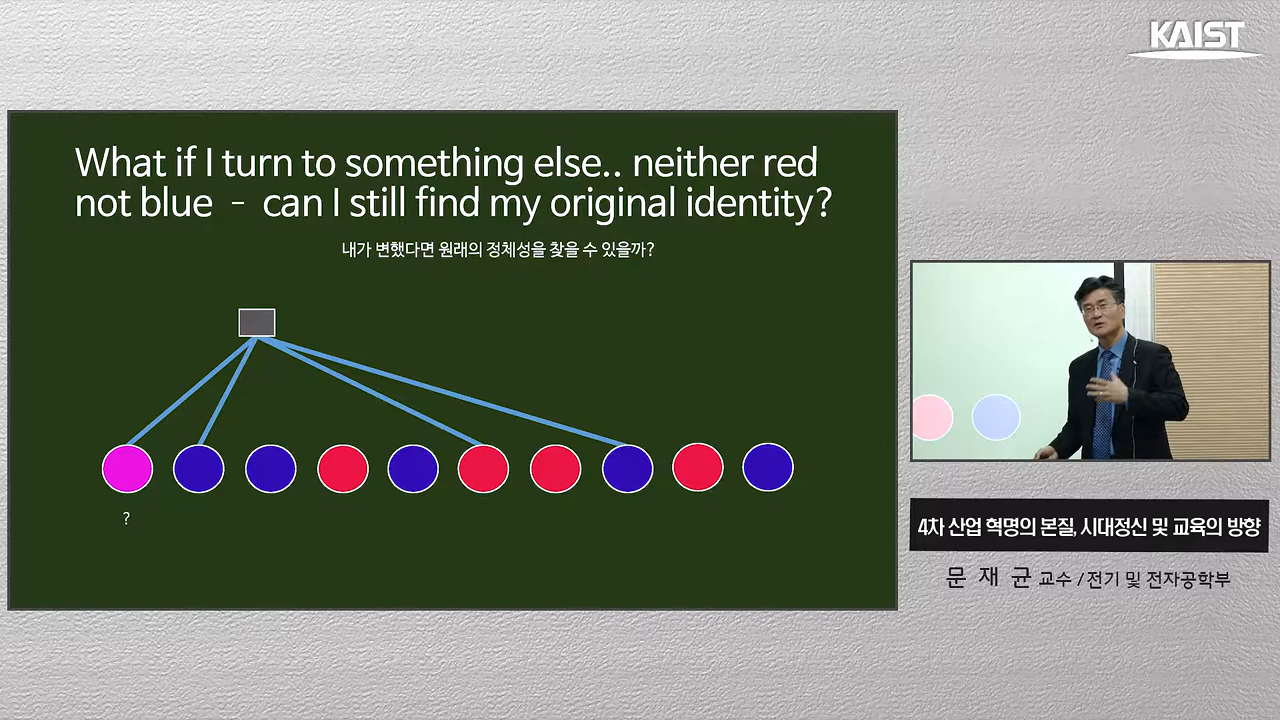 KAIST
What if I turn to something else.. neither red
not blue - can I still find my original identity?
내가 변했다면 원래의 정체성을 찾을 수 있을까?
?
4차 산업 혁명의 본질, 시대정신 및 교육의 방향
문 재 균 교수 / 전기 및 전자공학부